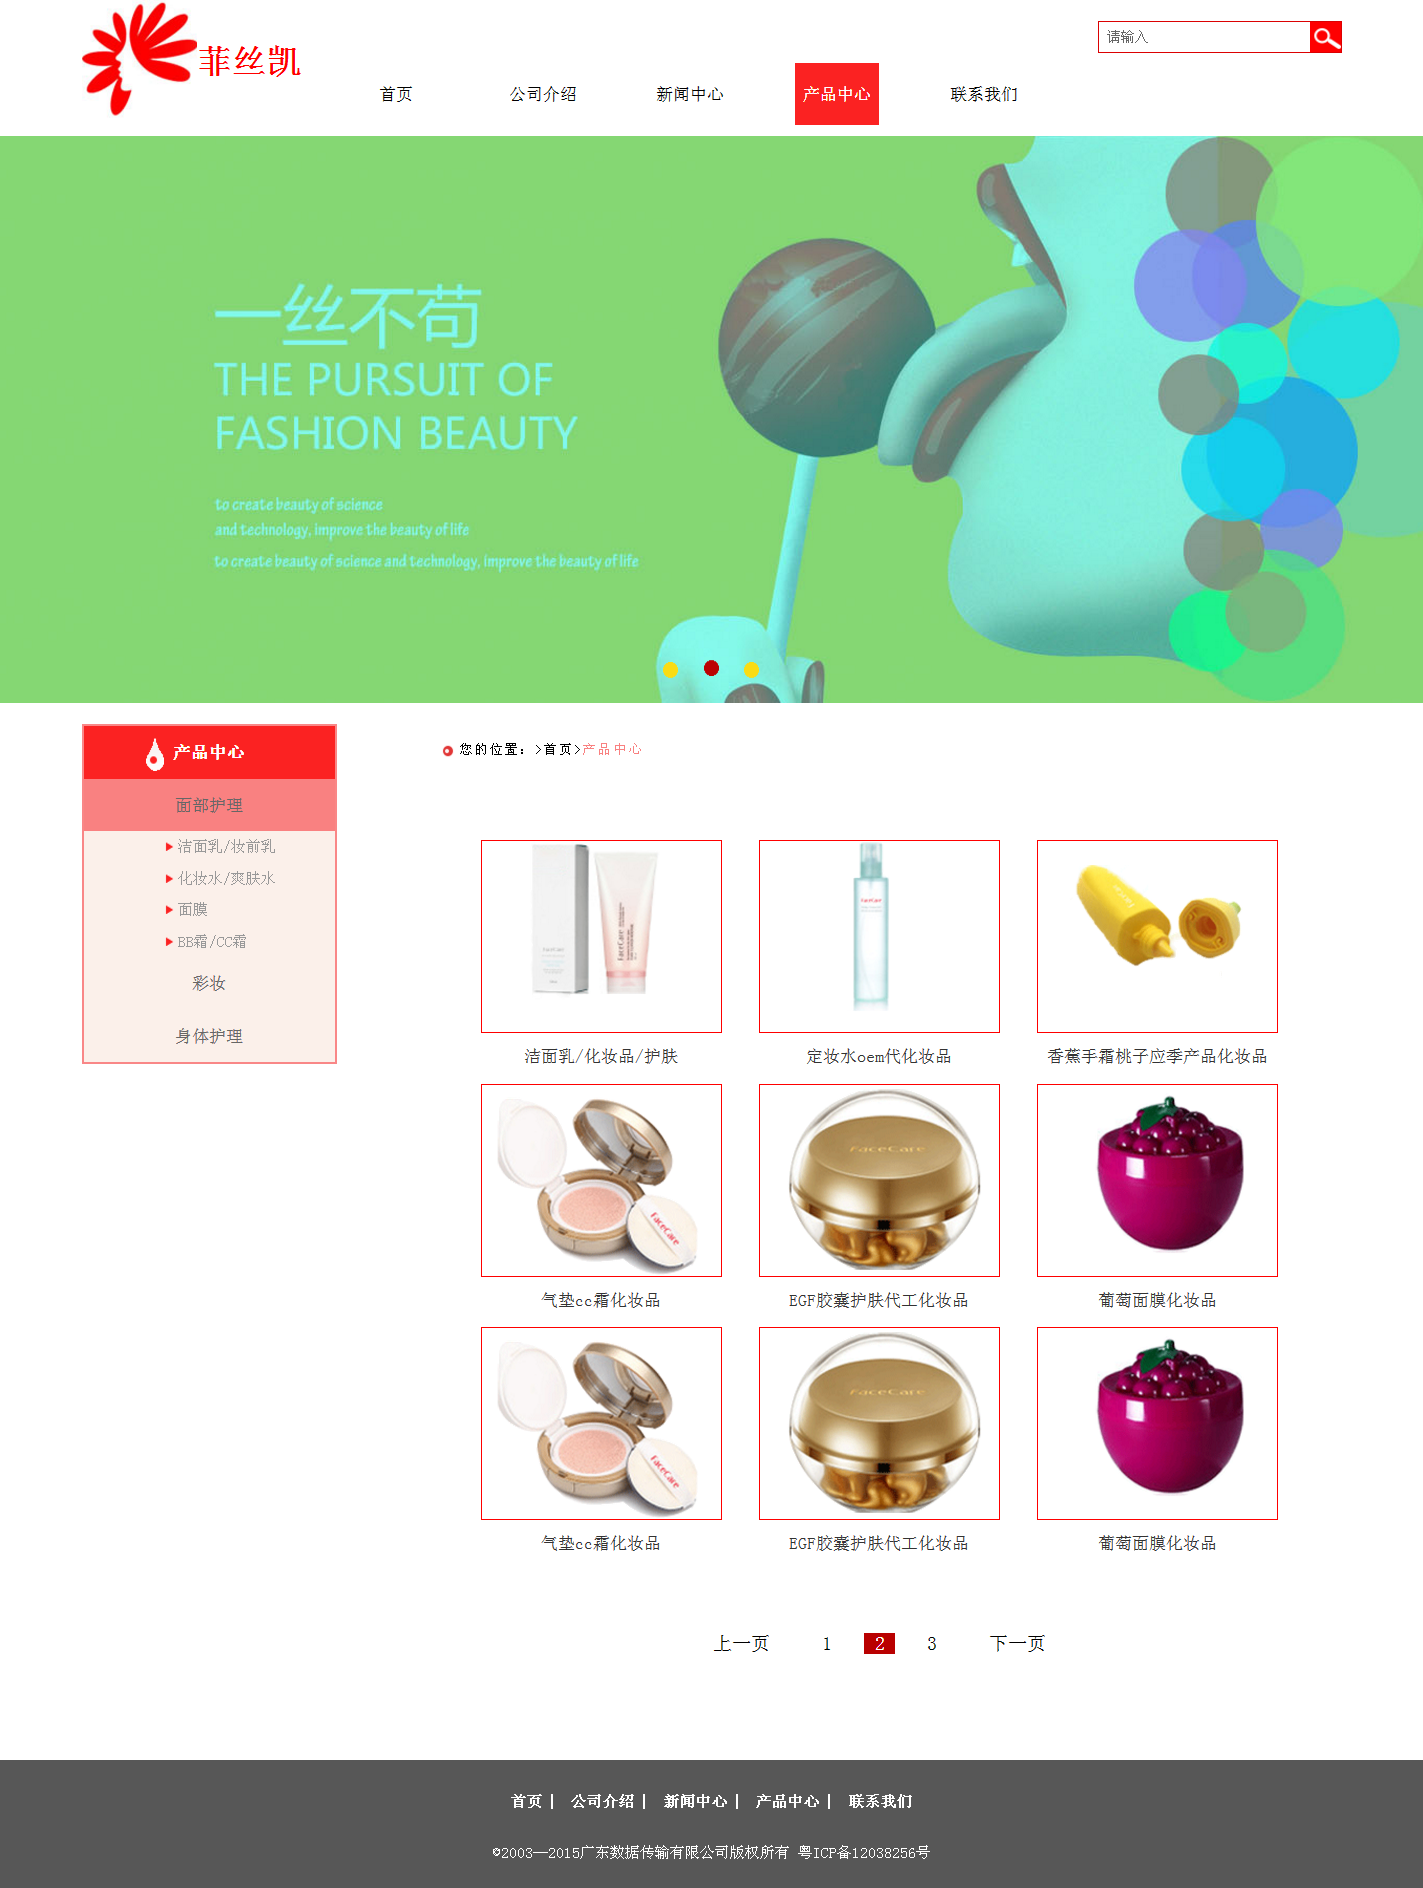 菲丝凯
请输入
首页 公司介绍 新闻中心 产品中心 联系我们
一丝不苟
THE PURSUIT OF
FASHION BEAUTY
to create beauty of science
and technology, improve the beauty of life
to create beauty of science and technology, improve the beauty of life
产品中心
面部护理
洁面乳/妆前乳
化妆水/爽肤水
面膜
BB霜/CC霜
彩妆
身体护理
您的位置：>首页>产品中心
FaceCare
FaceCare
FaceCare
洁面乳/化妆品/护肤 定妆水oem代化妆品 香蕉手霜桃子应季产品化妆品
FaceCare
FaceCare
气垫cc霜化妆品 EGF胶囊护肤代工化妆品 葡萄面膜化妆品
FaceCare
FaceCare
气垫cc霜化妆品 EGF胶囊护肤代工化妆品 葡萄面膜化妆品
上一页 1 2 3 下一页
首页 | 公司介绍 | 新闻中心 | 产品中心 | 联系我们
©2003—2015广东数据传输有限公司版权所有 粤ICP备12038256号